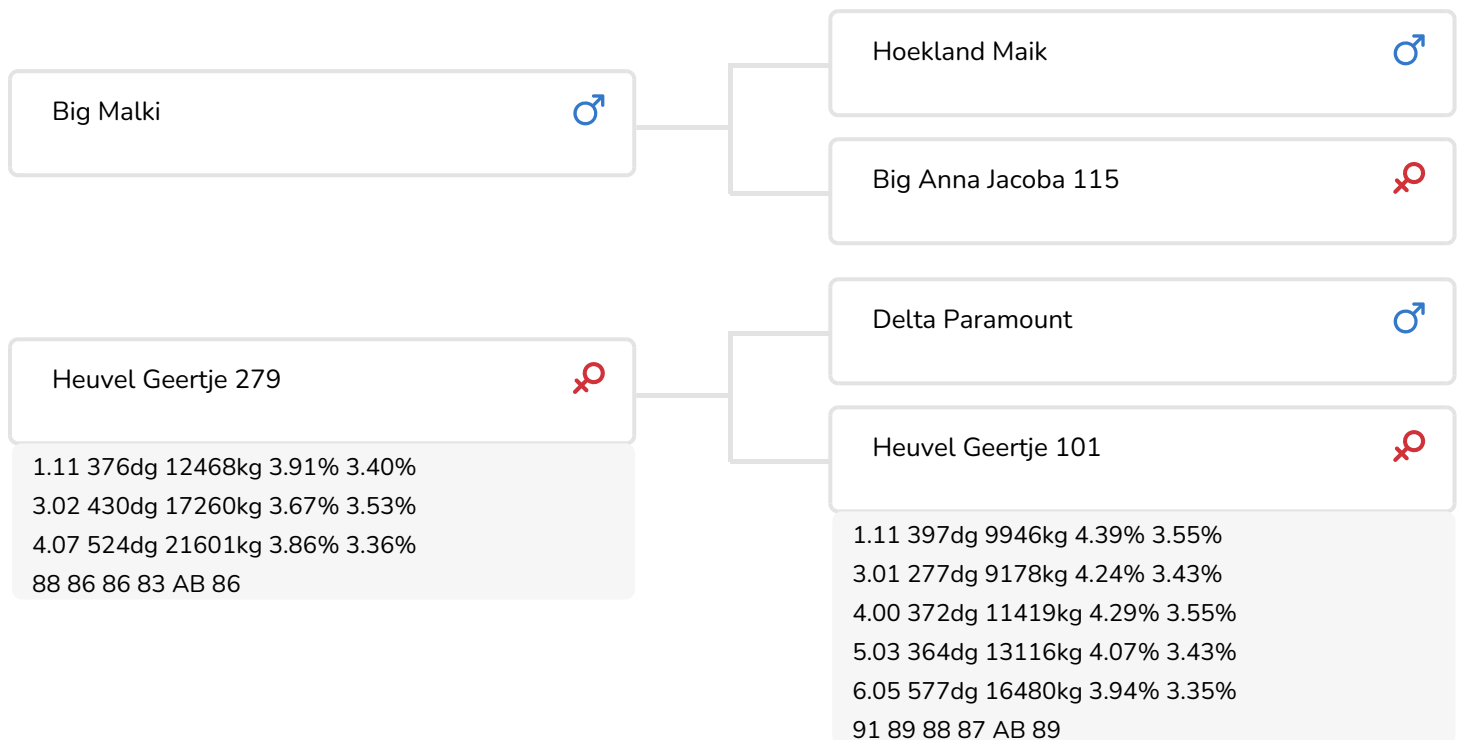 Big Malki
Hoekland Maik
Big Anna Jacoba 115
Heuvel Geertje 279
1.11 376dg 12468kg 3.91% 3.40%
3.02 430dg 17260kg 3.67% 3.53%
4.07 524dg 21601kg 3.86% 3.36%
88 86 86 83 AB 86
Delta Paramount
Heuvel Geertje 101
1.11 397dg 9946kg 4.39% 3.55%
3.01 277dg 9178kg 4.24% 3.43%
4.00 372dg 11419kg 4.29% 3.55%
5.03 364dg 13116kg 4.07% 3.43%
6.05 577dg 16480kg 3.94% 3.35%
91 89 88 87 AB 89